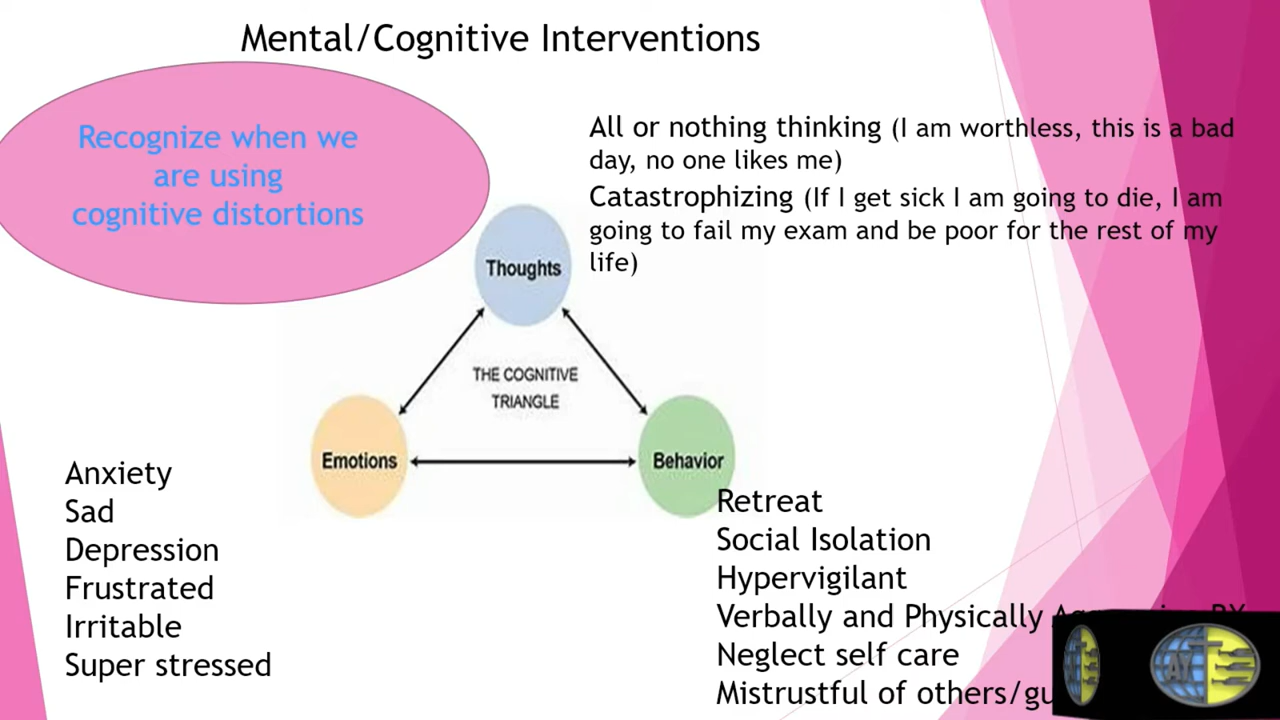 Mental/Cognitive Interventions
Recognize when we
are using
cognitive distortions
All or nothing thinking (I am worthless, this is a bad
day, no one likes me)
Catastrophizing (If I get sick I am going to die, I am
going to fail my exam and be poor for the rest of my
life)
Thoughts
THE COGNITIVE
TRIANGLE
Emotions
Behavior
Anxiety
Sad
Depression
Frustrated
Irritable
Super stressed
Retreat
Social Isolation
Hypervigilant
Verbally and Physically
Neglect self care
Mistrustful of others/
AY